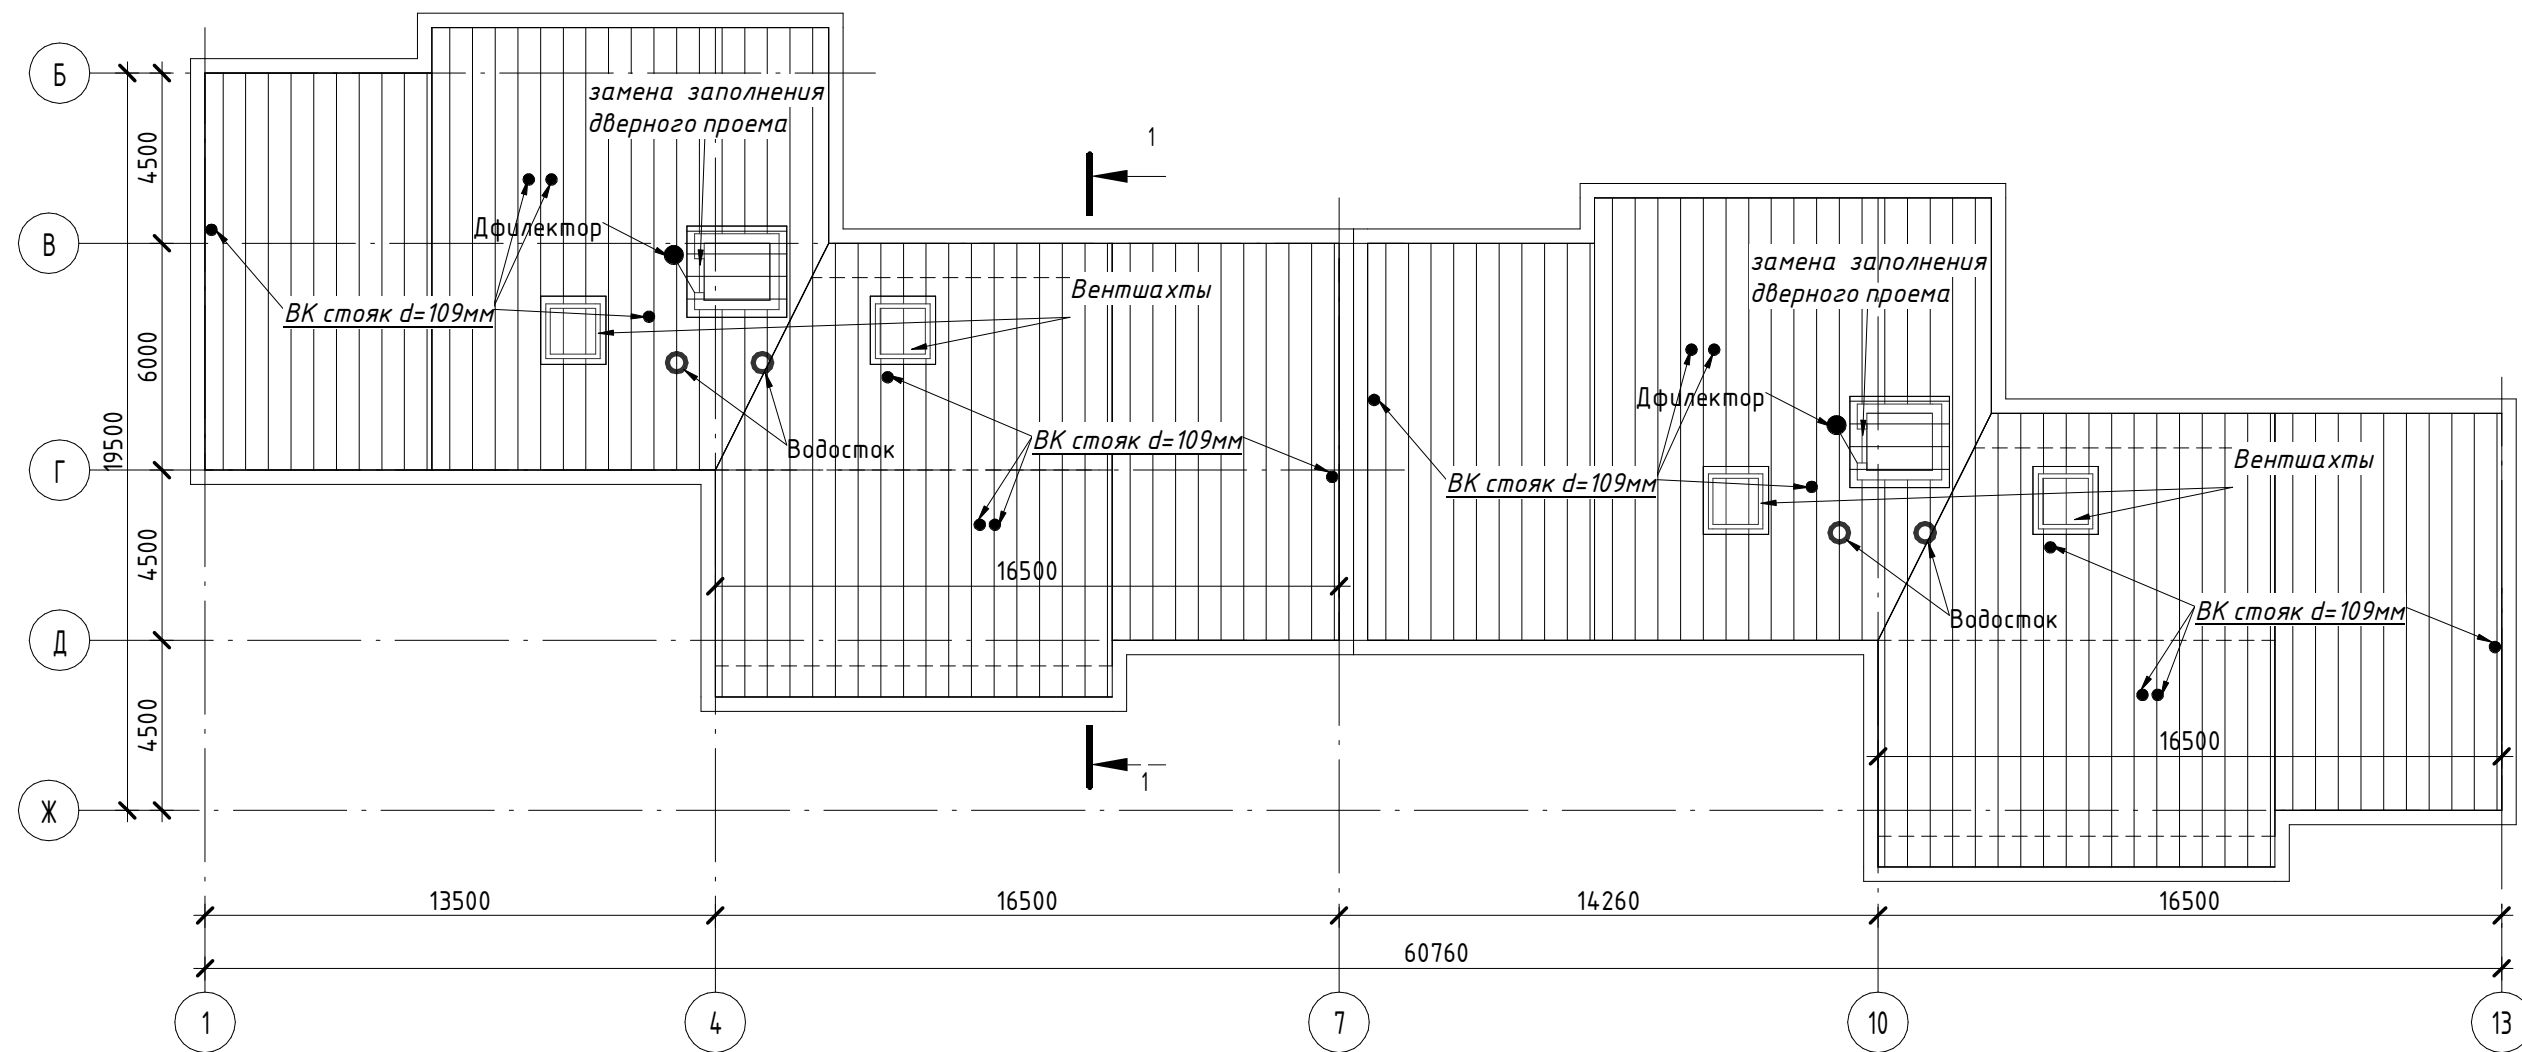 Б
замена заполнения
дверного проема
4500
1
Дфилектор
В
замена заполнения
дверного проема
Вентшахты
ВК стояк d=109мм
6000
19500
Дфилектор
Водосток
ВК стояк d=109мм
Г
Вентшахты
ВК стояк d=109мм
4500
16500
Водосток
ВК стояк d=109мм
Д
4500
16500
1
Ж
13500
16500
14260
16500
60760
1
4
7
10
13